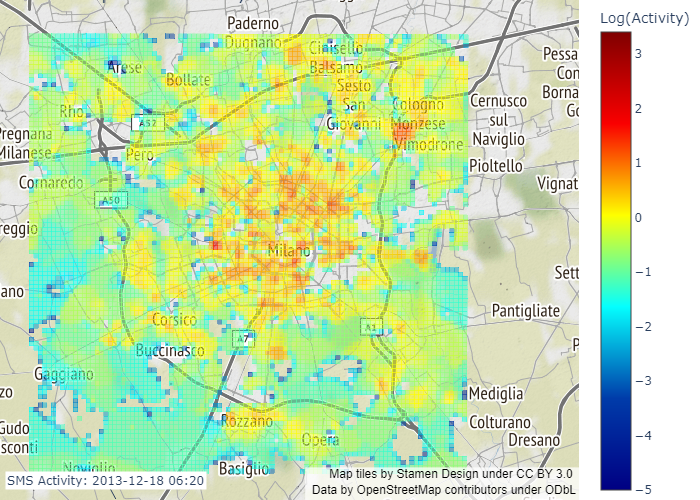 Log(Activity)
3
2
1
0
−1
−2
−3
−4
−5
Paderno
Dugnano
Cinisello
Balsamo
Pessa
Arese
Bollate
Sesto
San
Giovanni
Con
Borna
Go
Rho
A52
Cologno
Monzese
Cernusco
sul
Naviglio
Pregnana
Milanese
Pero
Vimodrone
Pioltello
Cornaredo
Vignat
A50
reggio
Milano
Sett
ano
Corsico
A7
A1
Pantigliate
Buccinasco
P
Gaggiano
zo
Mediglia
Gudo
sconti
Rozzano
Opera
Colturano
Dresano
Noviglio
Basiglio
SMS Activity: 2013-12-18 06:20
Map tiles by Stamen Design under CC BY 3.0
Data by OpenStreetMap contributors under ODbL